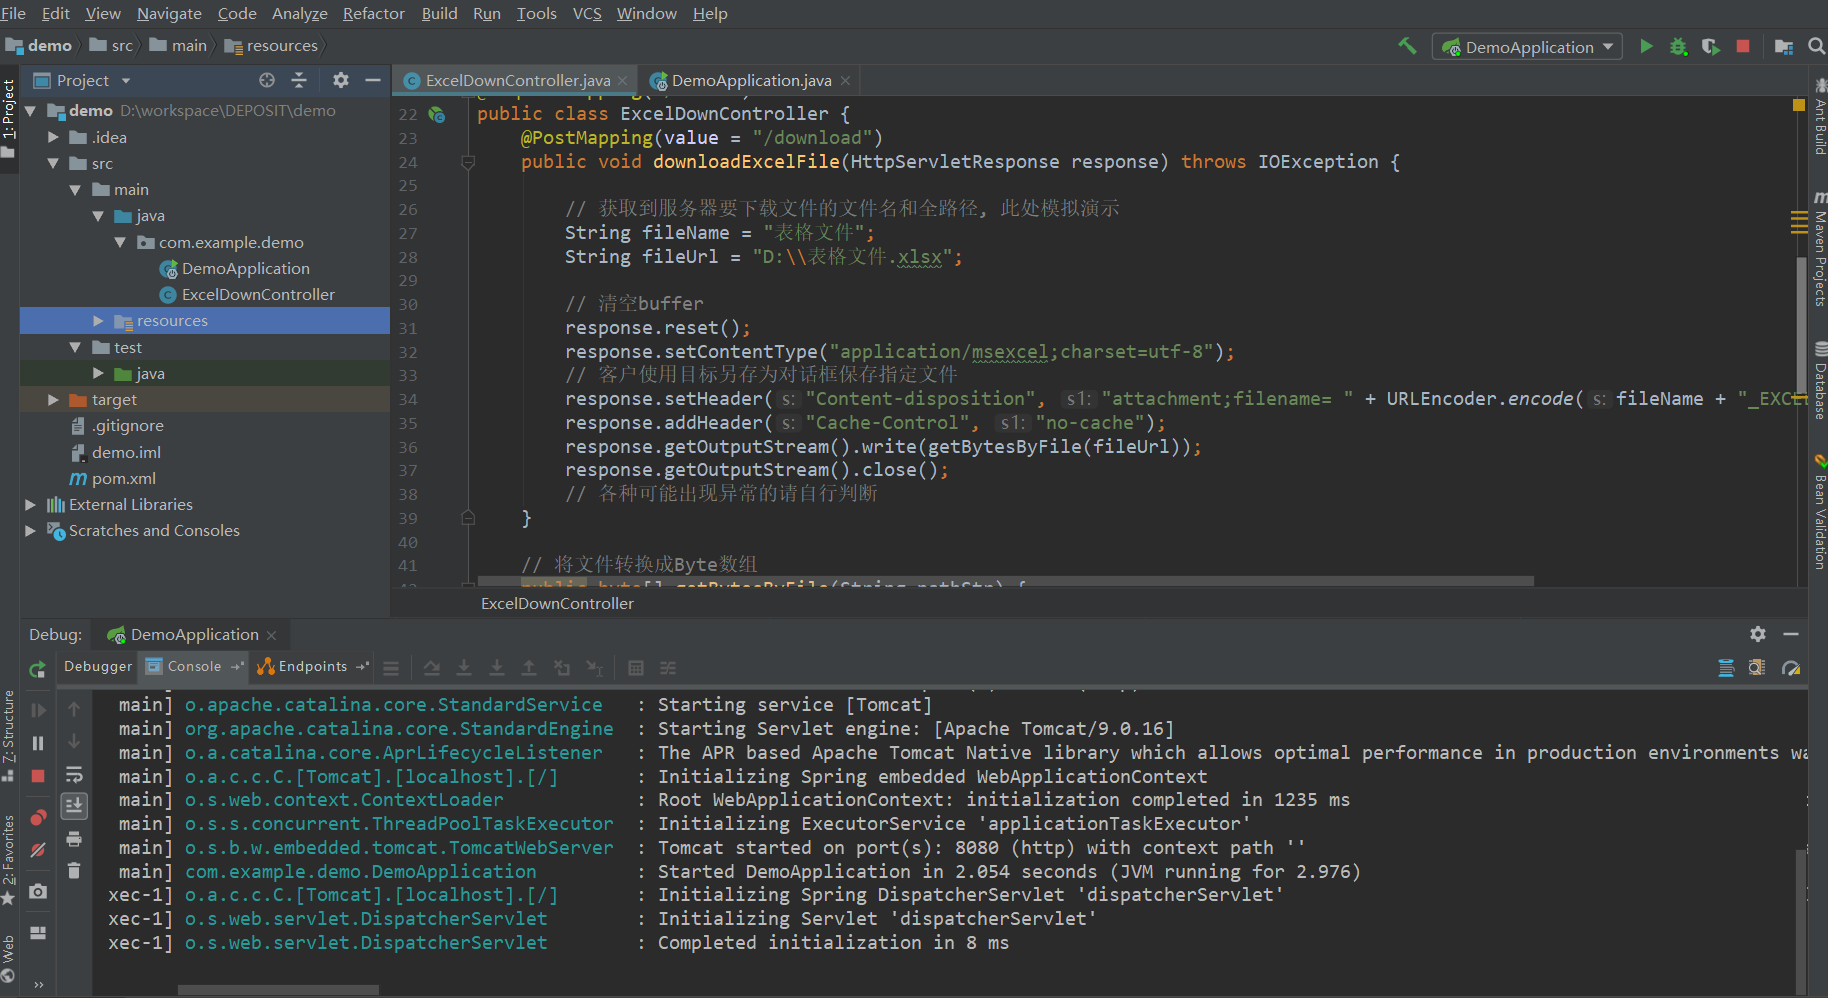 File Edit View Navigate Code Analyze Refactor Build Run Tools VCS Window Help
demo src main resources
DemoApplication
Project
ExcelDownController.java DemoApplication.java
1: Project
demo D:\workspace\DEPOSIT\demo
.idea
src
main
java
com.example.demo
DemoApplication
ExcelDownController
resources
test
java
target
.gitignore
demo.iml
pom.xml
External Libraries
Scratches and Consoles
22 public class ExcelDownController {
23 @PostMapping(value = "/download")
24 public void downloadExcelFile(HttpServletResponse response) throws IOException {
25
26 // 获取到服务器要下载文件的文件名和全路径, 此处模拟演示
27 String fileName = "表格文件";
28 String fileUrl = "D:\\表格文件.xlsx";
29
30 // 清空buffer
31 response.reset();
32 response.setContentType("application/msexcel;charset=utf-8");
33 // 客户使用目标另存为对话框保存指定文件
34 response.setHeader( s: "Content-disposition", s1: "attachment;filename= " + URLEncoder.encode( s: fileName + "_EXCE
35 response.addHeader( s: "Cache-Control", s1: "no-cache");
36 response.getOutputStream().write(getBytesByFile(fileUrl));
37 response.getOutputStream().close();
38 // 各种可能出现异常的请自行判断
39 }
40
41 // 将文件转换成Byte数组
public byte[] getBytesByFile(String pathStr) {
ExcelDownController
Ant Build
Maven Projects
Database
Bean Validation
Debug: DemoApplication
Debugger Console Endpoints
main] o.apache.catalina.core.StandardService : Starting service [Tomcat]
main] org.apache.catalina.core.StandardEngine : Starting Servlet engine: [Apache Tomcat/9.0.16]
main] o.a.catalina.core.AprLifecycleListener : The APR based Apache Tomcat Native library which allows optimal performance in production environments wa
main] o.a.c.c.C.[Tomcat].[localhost].[/] : Initializing Spring embedded WebApplicationContext
main] o.s.web.context.ContextLoader : Root WebApplicationContext: initialization completed in 1235 ms
main] o.s.s.concurrent.ThreadPoolTaskExecutor : Initializing ExecutorService 'applicationTaskExecutor'
main] o.s.b.w.embedded.tomcat.TomcatWebServer : Tomcat started on port(s): 8080 (http) with context path ''
main] com.example.demo.DemoApplication : Started DemoApplication in 2.054 seconds (JVM running for 2.976)
xec-1] o.a.c.c.C.[Tomcat].[localhost].[/] : Initializing Spring DispatcherServlet 'dispatcherServlet'
xec-1] o.s.web.servlet.DispatcherServlet : Initializing Servlet 'dispatcherServlet'
xec-1] o.s.web.servlet.DispatcherServlet : Completed initialization in 8 ms
7: Structure
2: Favorites
Web